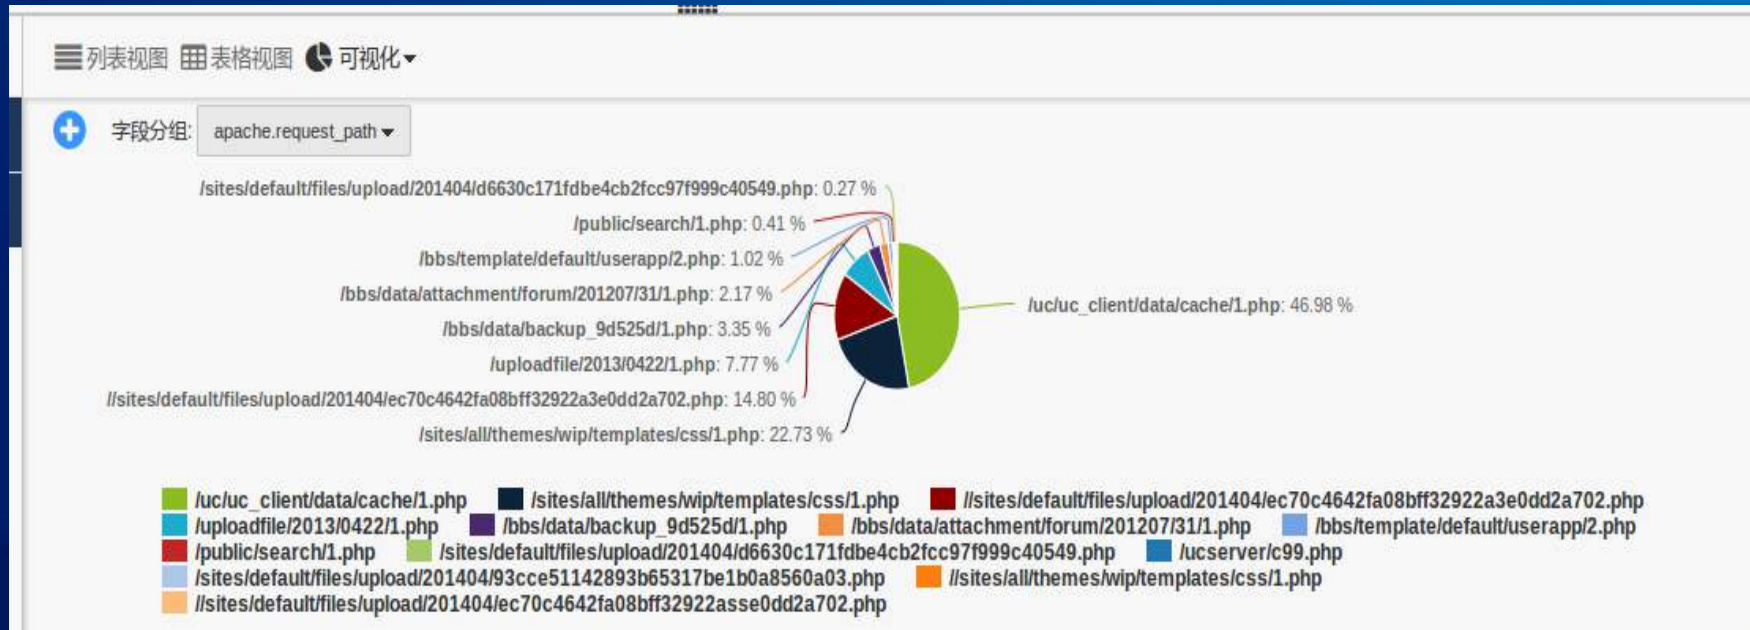 列表视图 表格视图 可视化
字段分组: apache.request_path
/sites/default/files/upload/201404/d6630c171fdbe4cb2fcc97f999c40549.php: 0.27 %
/public/search/1.php: 0.41 %
/bbs/template/default/userapp/2.php: 1.02 %
/bbs/data/attachment/forum/201207/31/1.php: 2.17 %
/uc/uc_client/data/cache/1.php: 46.98 %
/bbs/data/backup_9d525d/1.php: 3.35 %
/uploadfile/2013/0422/1.php: 7.77 %
//sites/default/files/upload/201404/ec70c4642fa08bff32922a3e0dd2a702.php: 14.80 %
/sites/all/themes/wip/templates/css/1.php: 22.73 %
/uc/uc_client/data/cache/1.php /sites/all/themes/wip/templates/css/1.php //sites/default/files/upload/201404/ec70c4642fa08bff32922a3e0dd2a702.php
/uploadfile/2013/0422/1.php /bbs/data/backup_9d525d/1.php /bbs/data/attachment/forum/201207/31/1.php /bbs/template/default/userapp/2.php
/public/search/1.php /sites/default/files/upload/201404/d6630c171fdbe4cb2fcc97f999c40549.php /ucserver/c99.php
/sites/default/files/upload/201404/93cce51142893b65317be1b0a8560a03.php //sites/all/themes/wip/templates/css/1.php
//sites/default/files/upload/201404/ec70c4642fa08bff32922asse0dd2a702.php